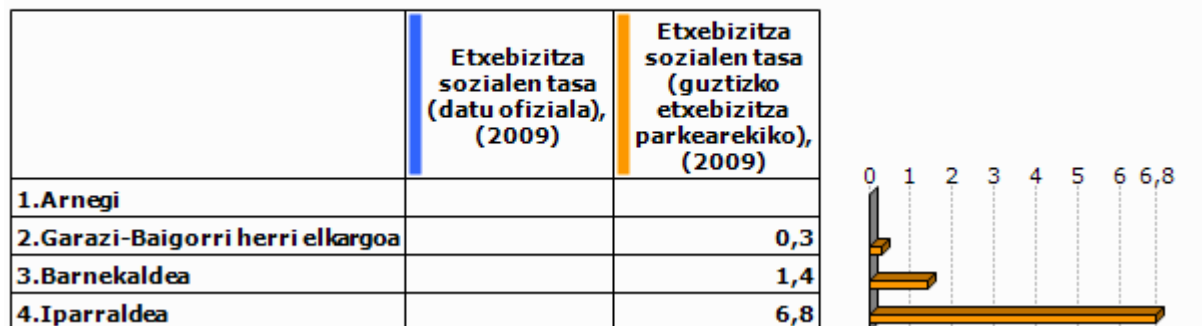 Etxebizitza
sozialen tasa
(datu ofiziala),
(2009)
Etxebizitza
sozialen tasa
(guztizko
etxebizitza
parkearekiko),
(2009)
0 1 2 3 4 5 6 6,8
1.Arnegi
2.Garazi-Baigorri herri elkargoa 0,3
3.Barnekaldea 1,4
4.Iparraldea 6,8